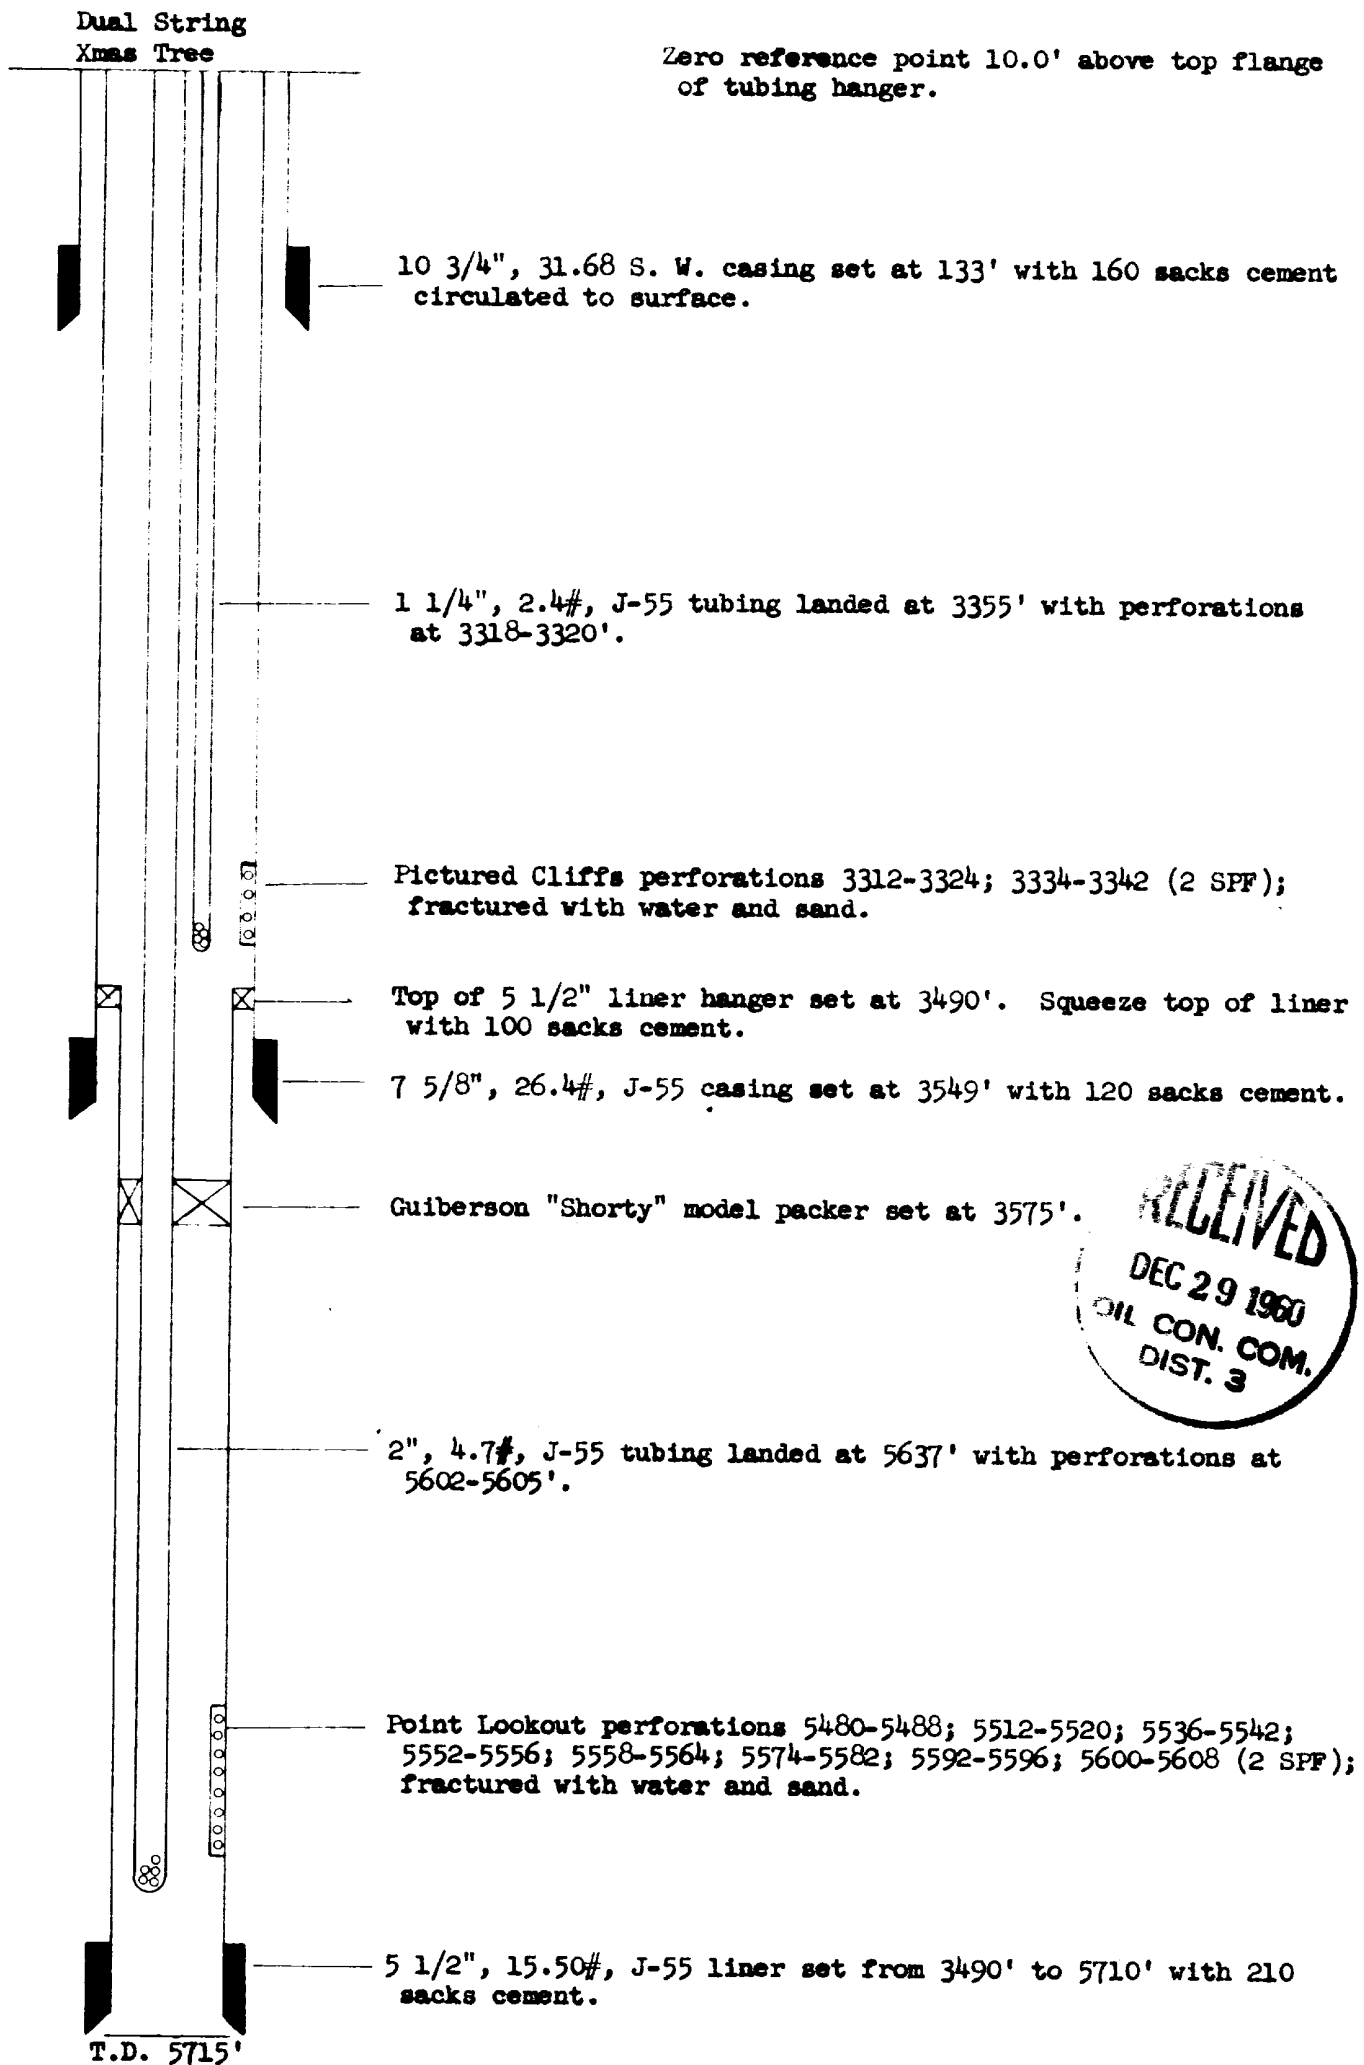 Dual String
Xmas Tree
Zero reference point 10.0' above top flange
of tubing hanger.
10 3/4", 31.68 S. W. casing set at 133' with 160 sacks cement
circulated to surface.
1 1/4", 2.4#, J-55 tubing landed at 3355' with perforations
at 3318-3320'.
Pictured Cliffs perforations 3312-3324; 3334-3342 (2 SPF);
fractured with water and sand.
Top of 5 1/2" liner hanger set at 3490'. Squeeze top of liner
with 100 sacks cement.
7 5/8", 26.4#, J-55 casing set at 3549' with 120 sacks cement.
Guiberson "Shorty" model packer set at 3575'.
RECEIVED
DEC 29 1960
OIL CON. COM.
DIST. 3
2", 4.7#, J-55 tubing landed at 5637' with perforations at
5602-5605'.
Point Lookout perforations 5480-5488; 5512-5520; 5536-5542;
5552-5556; 5558-5564; 5574-5582; 5592-5596; 5600-5608 (2 SPF);
fractured with water and sand.
5 1/2", 15.50#, J-55 liner set from 3490' to 5710' with 210
sacks cement.
T.D. 5715'